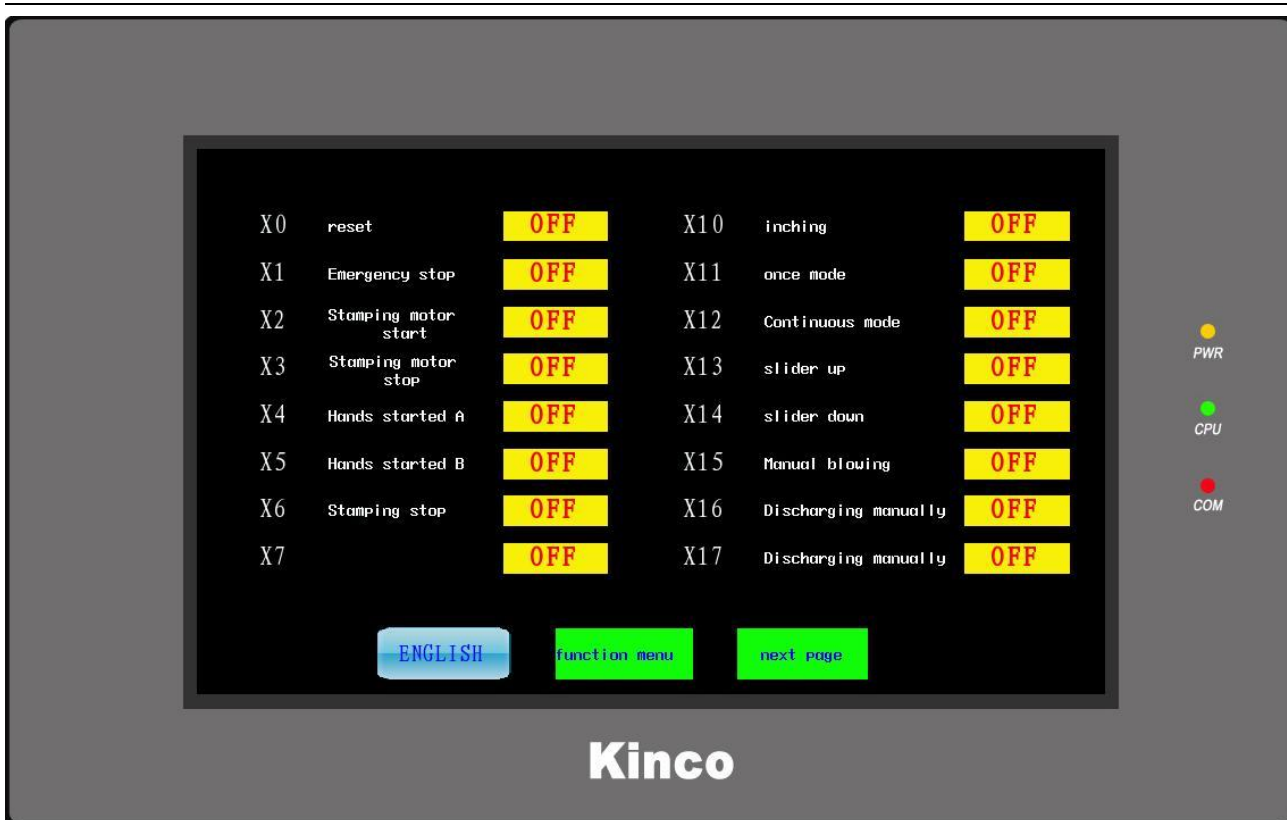 X0 reset OFF X10 inching OFF
X1 Emergency stop OFF X11 once mode OFF
X2 Stamping motor start OFF X12 Continuous mode OFF
X3 Stamping motor stop OFF X13 slider up OFF
X4 Hands started A OFF X14 slider down OFF
X5 Hands started B OFF X15 Manual blowing OFF
X6 Stamping stop OFF X16 Discharging manually OFF
X7 OFF X17 Discharging manually OFF
ENGLISH function menu next page
PWR
CPU
COM
Kinco